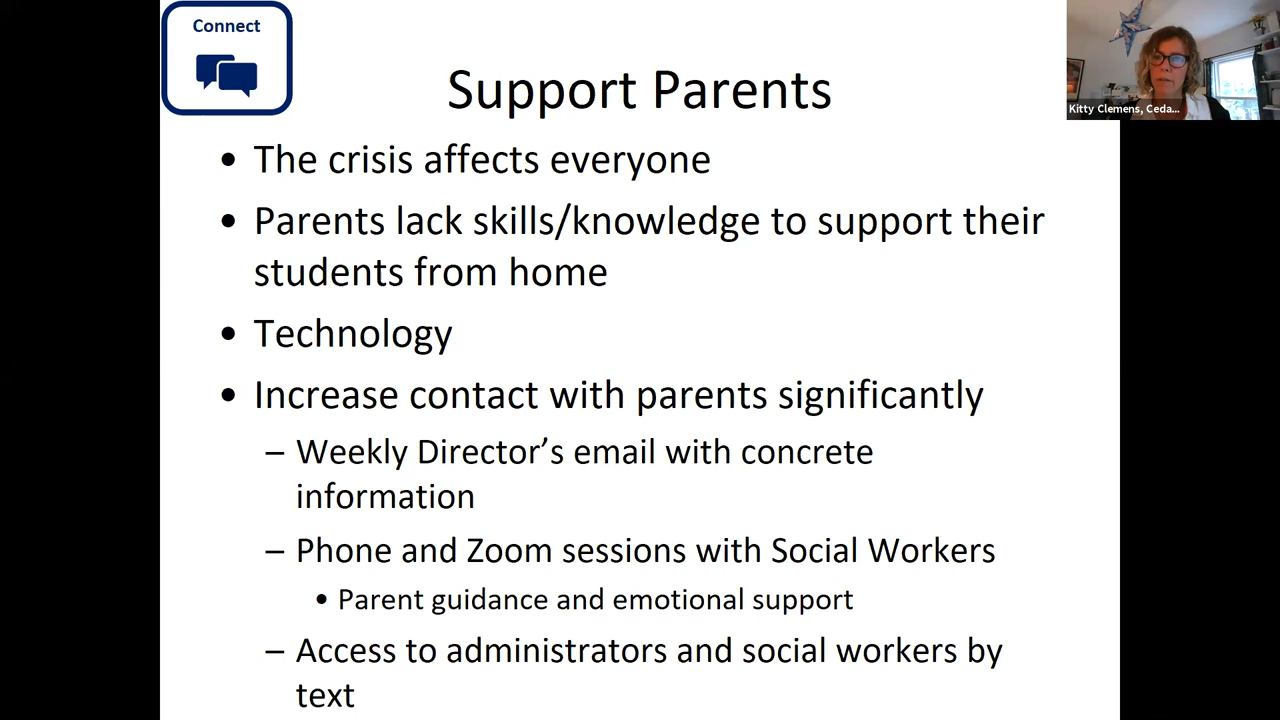 Connect
Support Parents
Kitty Clemens, Ceda...
• The crisis affects everyone
• Parents lack skills/knowledge to support their
students from home
• Technology
• Increase contact with parents significantly
– Weekly Director’s email with concrete
information
– Phone and Zoom sessions with Social Workers
• Parent guidance and emotional support
– Access to administrators and social workers by
text